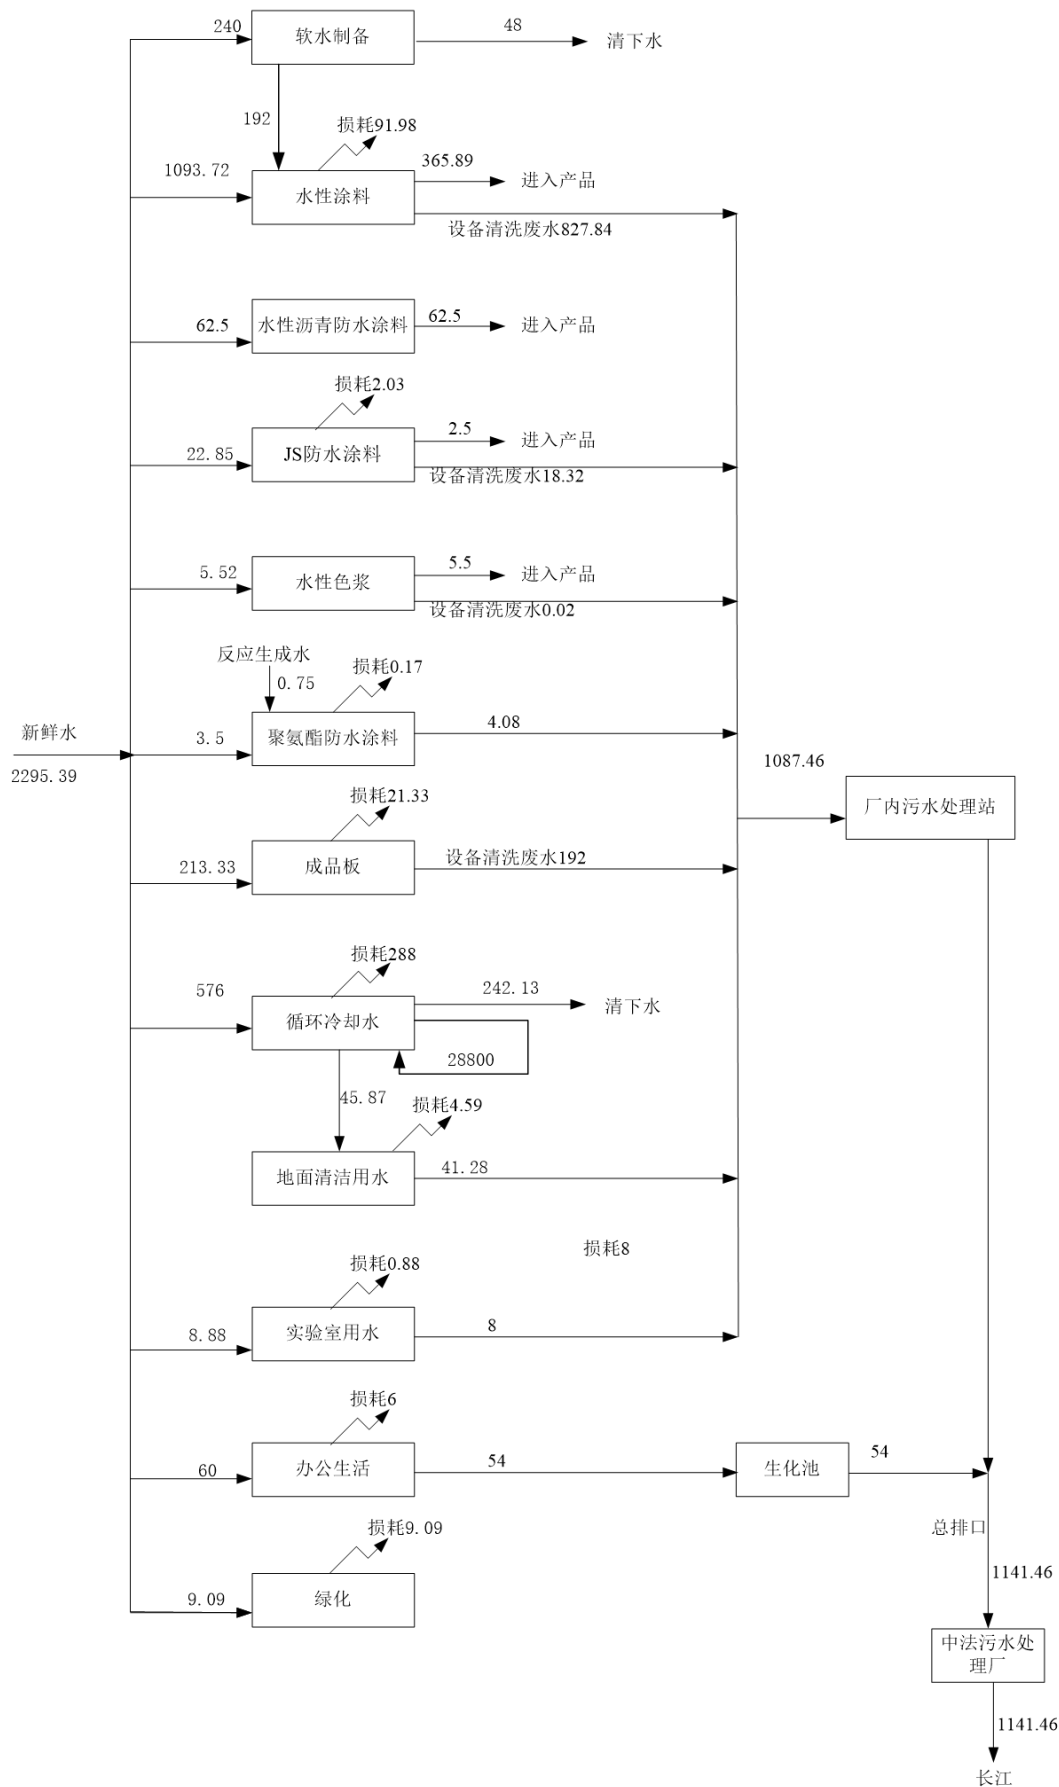 240
软水制备
48
清下水
192
损耗91.98
1093.72
水性涂料
365.89
进入产品
设备清洗废水827.84
62.5
水性沥青防水涂料
62.5
进入产品
损耗2.03
22.85
JS防水涂料
2.5
进入产品
设备清洗废水18.32
5.52
水性色浆
5.5
进入产品
设备清洗废水0.02
反应生成水
0.75
损耗0.17
新鲜水
2295.39
3.5
聚氨酯防水涂料
4.08
1087.46
厂内污水处理站
损耗21.33
213.33
成品板
设备清洗废水192
损耗288
576
循环冷却水
242.13
清下水
28800
45.87
损耗4.59
地面清洁用水
41.28
损耗8
损耗0.88
8.88
实验室用水
8
损耗6
60
办公生活
54
生化池
54
总排口
损耗9.09
9.09
绿化
1141.46
中法污水处
理厂
1141.46
长江